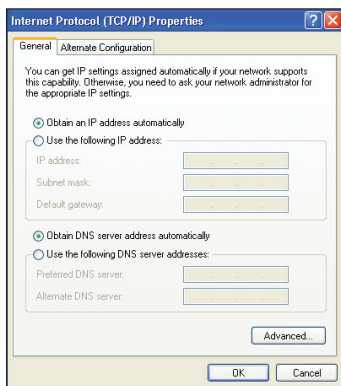 Internet Protocol (TCP/IP) Properties
General
Alternate Configuration
You can get IP settings assigned automatically if your network supports
this capability. Otherwise, you need to ask your network administrator for
the appropriate IP settings.
Obtain an IP address automatically
Use the following IP address:
IP address:
Subnet mask:
Default gateway:
Obtain DNS server address automatically
Use the following DNS server addresses:
Preferred DNS server:
Alternate DNS server:
Advanced...
OK
Cancel